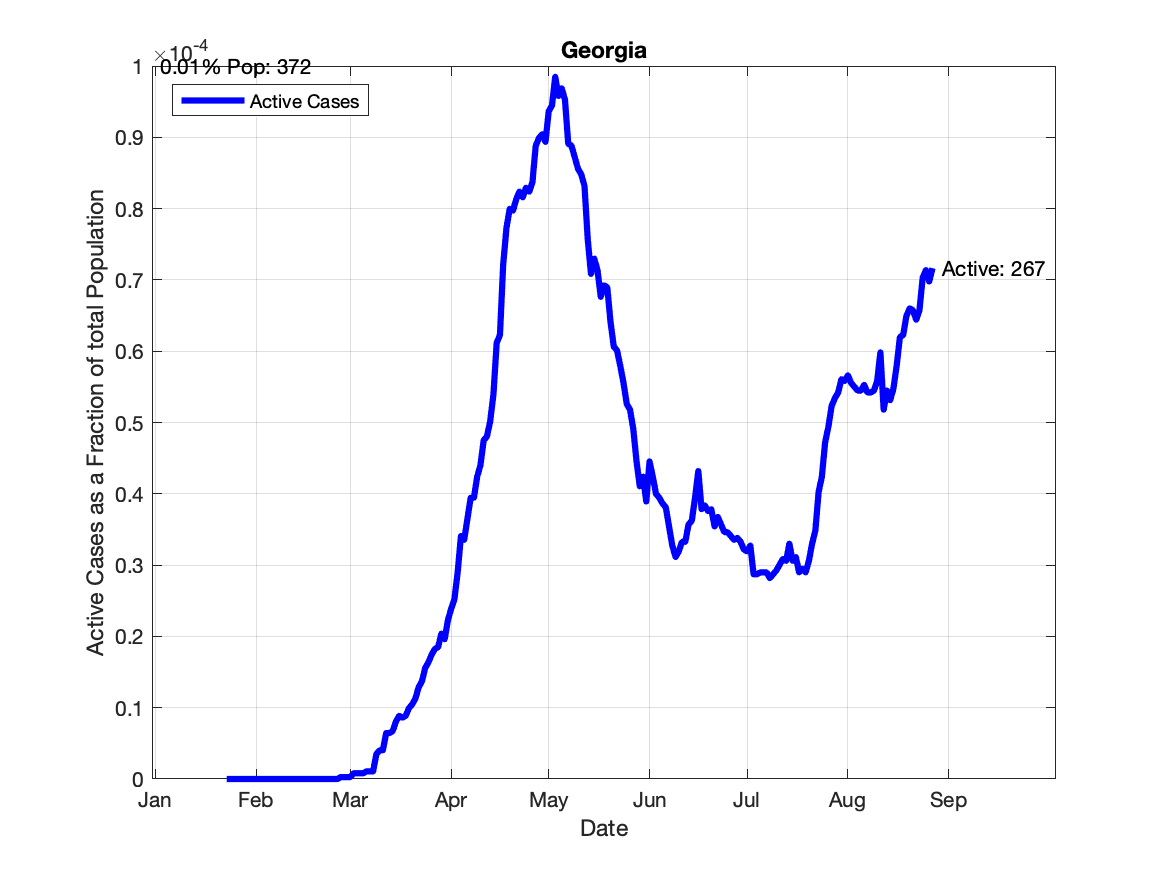 Georgia
×10-4
0.01% Pop: 372
Active Cases
Active: 267
Active Cases as a Fraction of total Population
1
0.9
0.8
0.7
0.6
0.5
0.4
0.3
0.2
0.1
0
Jan Feb Mar Apr May Jun Jul Aug Sep
Date